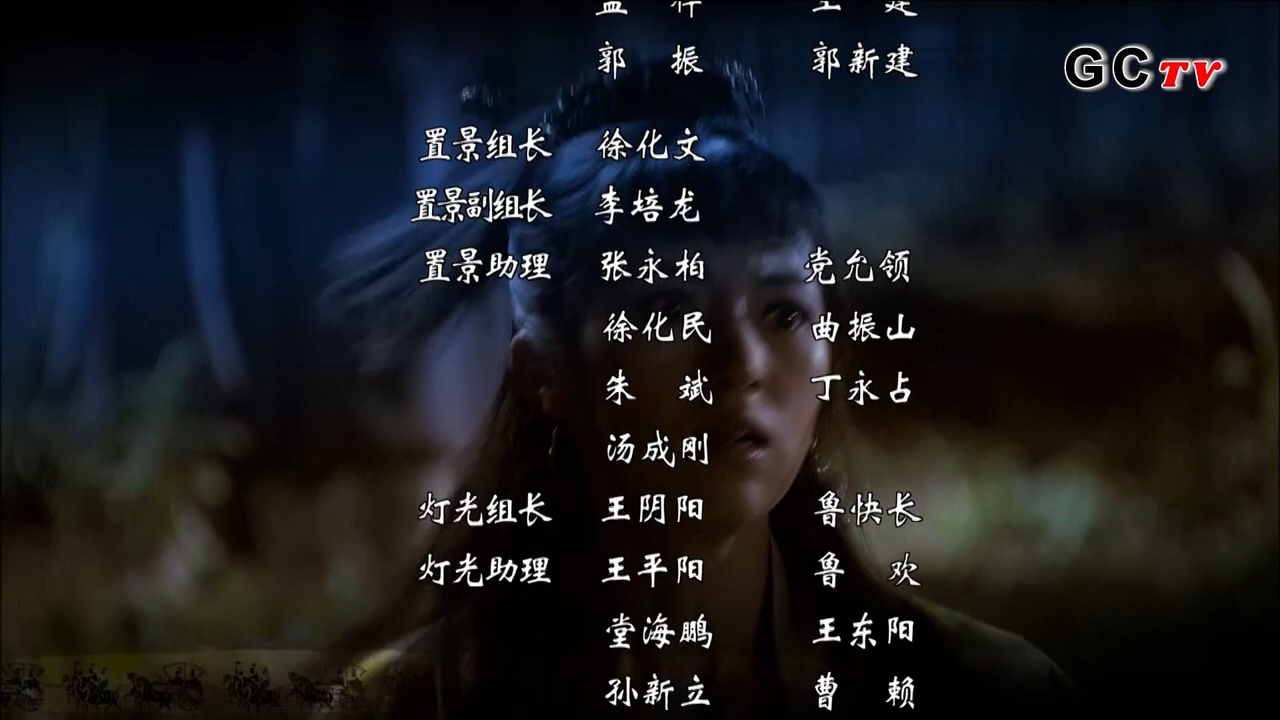 郭 振 郭新建
GCTV
置景组长 徐化文
置景副组长 李培龙
置景助理 张永柏 党允领
徐化民 曲振山
朱 斌 丁永占
汤成刚
灯光组长 王阴阳 鲁快长
灯光助理 王平阳 鲁 欢
堂海鹏 王东阳
孙新立 曹 赖